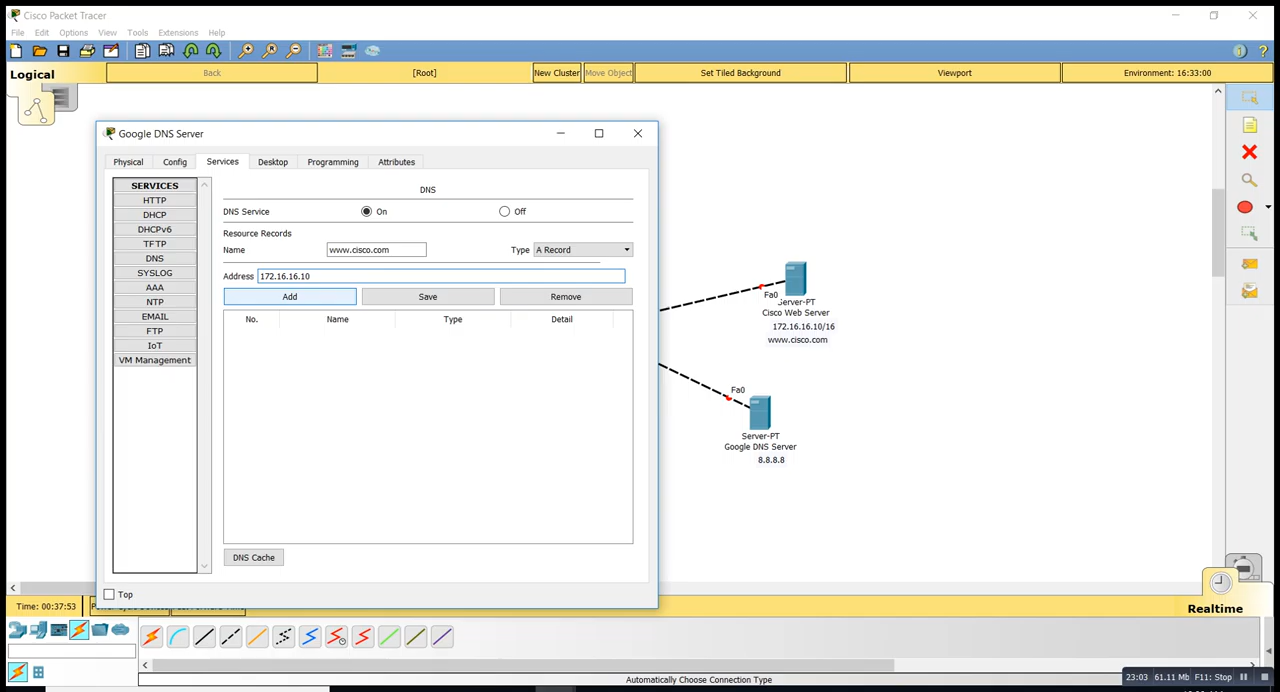 Cisco Packet Tracer
File Edit Options View Tools Extensions Help
Logical Back [Root] New Cluster Move Object Set Tiled Background Viewport Environment: 16:33:00
Google DNS Server
Physical Config Services Desktop Programming Attributes
SERVICES
HTTP
DHCP
DHCPv6
TFTP
DNS
SYSLOG
AAA
NTP
EMAIL
FTP
IoT
VM Management
DNS
DNS Service On Off
Resource Records
Name www.cisco.com Type A Record
Address 172.16.16.10
Add Save Remove
No. Name Type Detail
DNS Cache
Top
Fa0
Server-PT
Cisco Web Server
172.16.16.10/16
www.cisco.com
Fa0
Server-PT
Google DNS Server
8.8.8.8
Time: 00:37:53
Realtime
Automatically Choose Connection Type
23:03 61.11 Mb F11: Stop